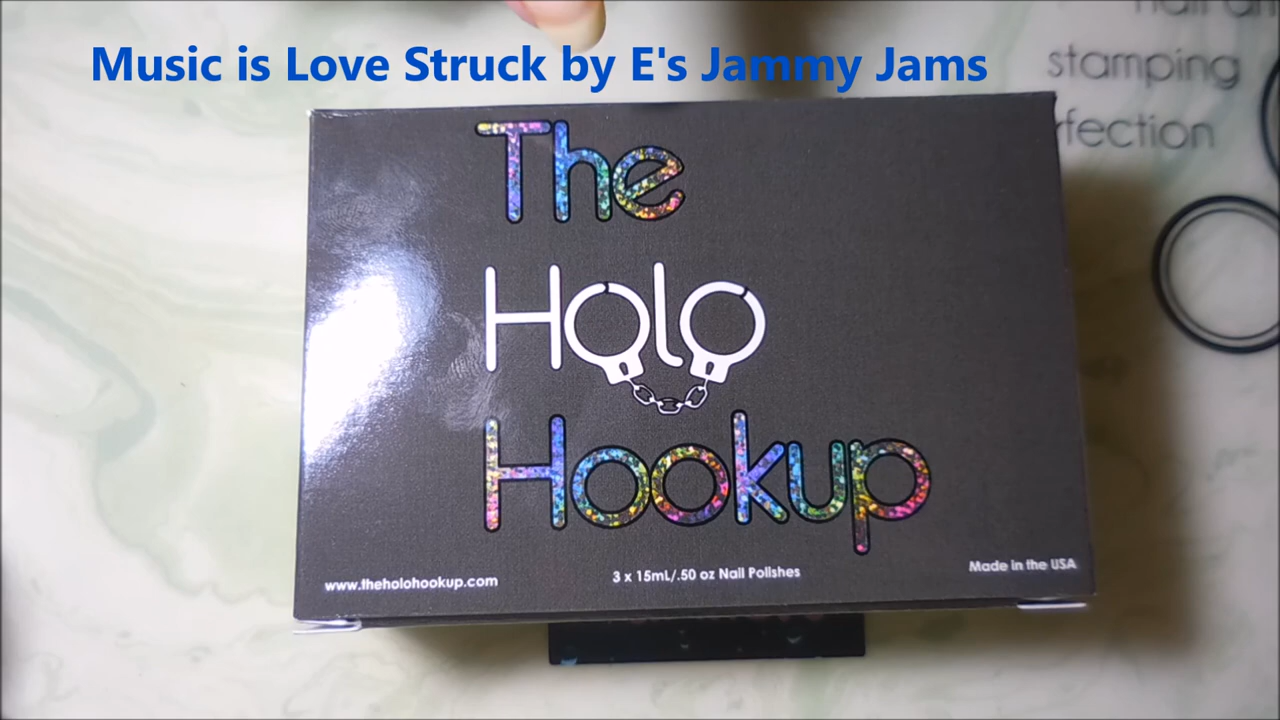 Music is Love Struck by E's Jammy Jams
stamping
The
Holo
Hookup
www.theholohookup.com
3 x 15mL/.50 oz Nail Polishes
Made in the USA